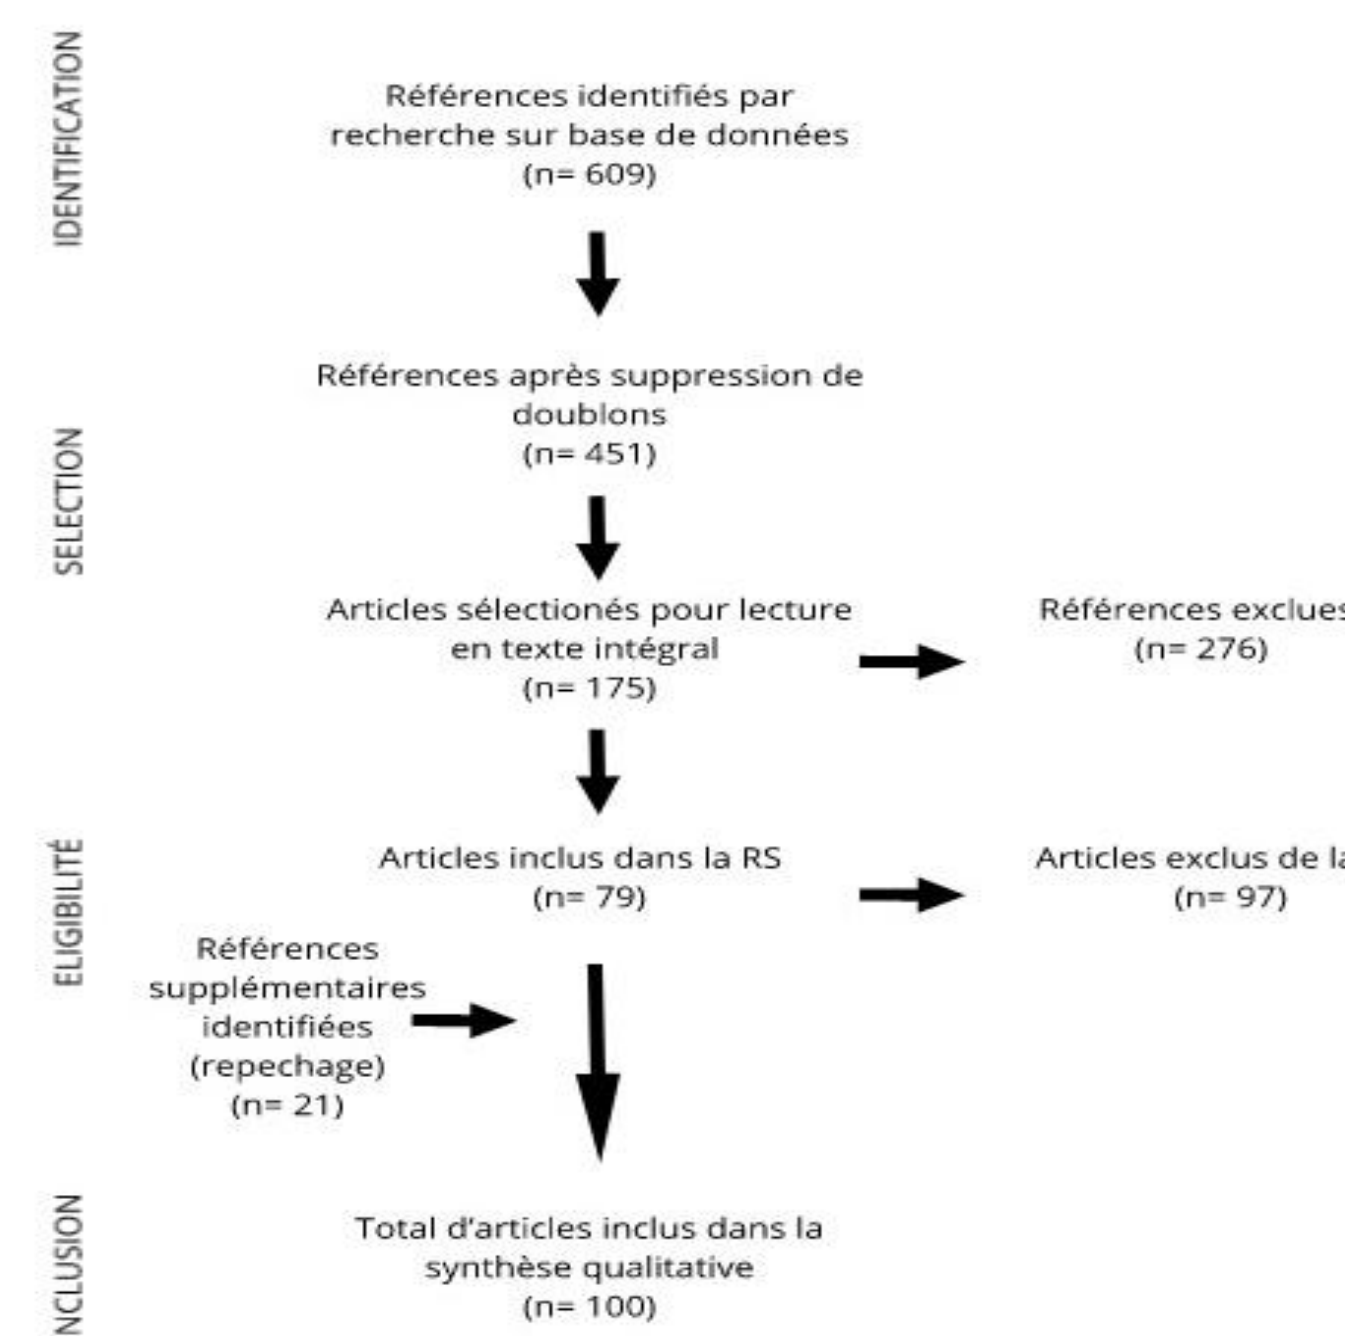 IDENTIFICATION
Références identifiés par
recherche sur base de données
(n= 609)
SELECTION
Références après suppression de
doublons
(n= 451)
Articles sélectionés pour lecture
en texte intégral
(n= 175)
Références exclues
(n= 276)
ELIGIBILITÉ
Articles inclus dans la RS
(n= 79)
Articles exclus de la
(n= 97)
Références
supplémentaires
identifiées
(repechage)
(n= 21)
NCLUSION
Total d'articles inclus dans la
synthèse qualitative
(n= 100)